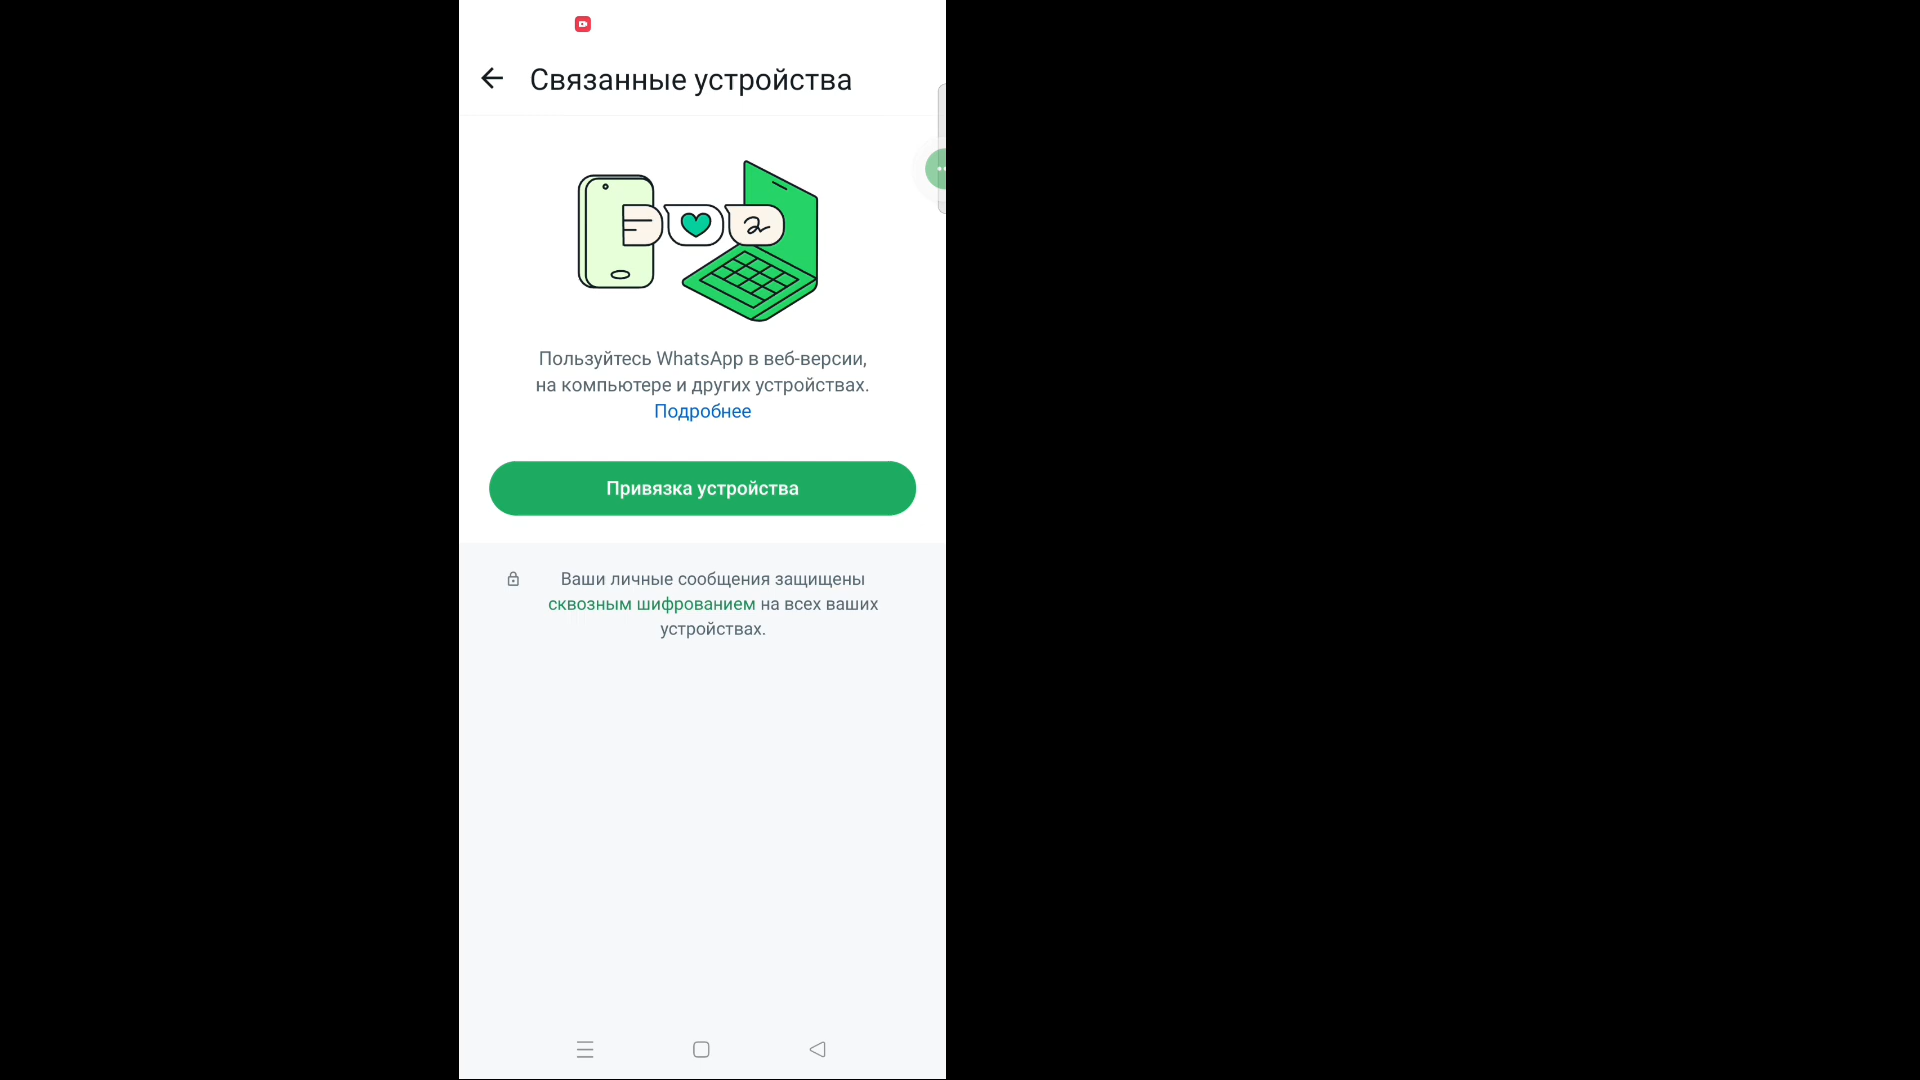 Связанные устройства
Пользуйтесь WhatsApp в веб-версии,
на компьютере и других устройствах.
Подробнее
Привязка устройства
Ваши личные сообщения защищены
сквозным шифрованием на всех ваших
устройствах.